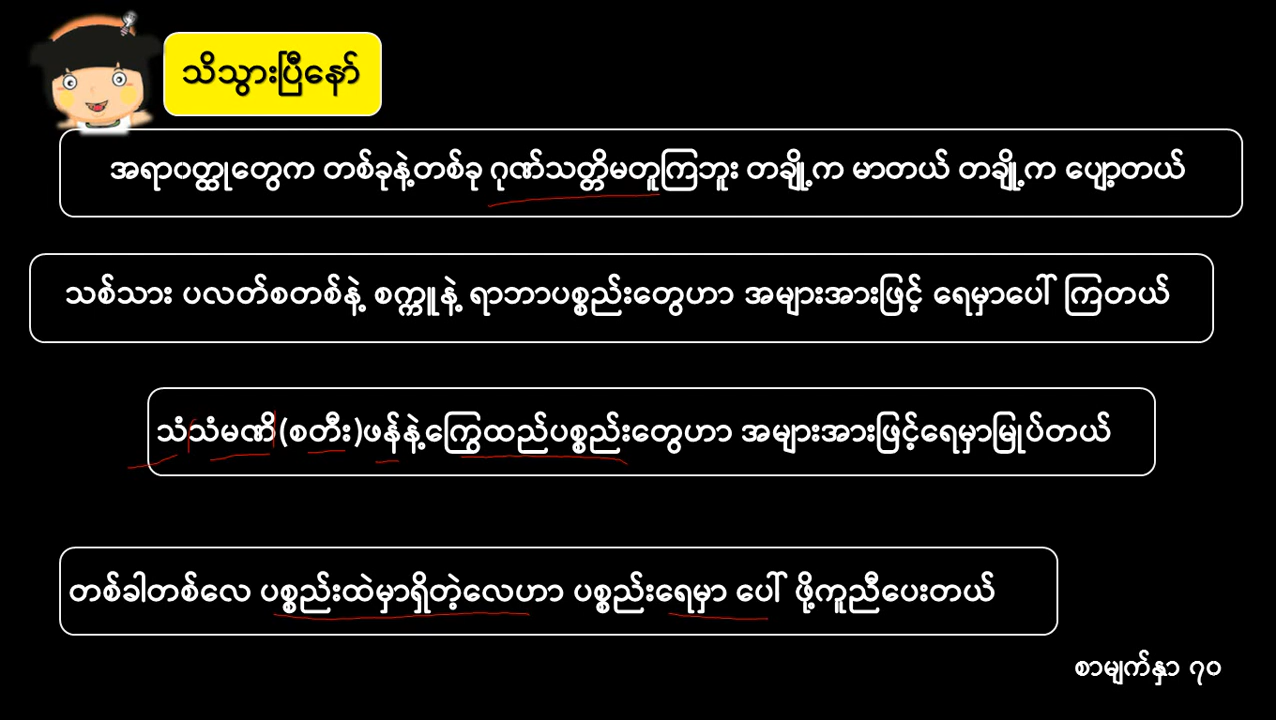 သိသွားပြီနော်
အရာဝတ္ထုတွေက တစ်ခုနဲ့တစ်ခု ဂုဏ်သတ္တိမတူကြဘူး တချို့က မာတယ် တချို့က ပျော့တယ်
သစ်သား ပလတ်စတစ်နဲ့ စက္ကူနဲ့ ရာဘာပစ္စည်းတွေဟာ အများအားဖြင့် ရေမှာပေါ် ကြတယ်
သံသံမဏိ(စတီး)ဖန်နဲ့ကြွေထည်ပစ္စည်းတွေဟာ အများအားဖြင့်ရေမှာမြုပ်တယ်
တစ်ခါတစ်လေ ပစ္စည်းထဲမှာရှိတဲ့လေဟာ ပစ္စည်းရေမှာ ပေါ် ဖို့ကူညီပေးတယ်
စာမျက်နှာ ၇၀